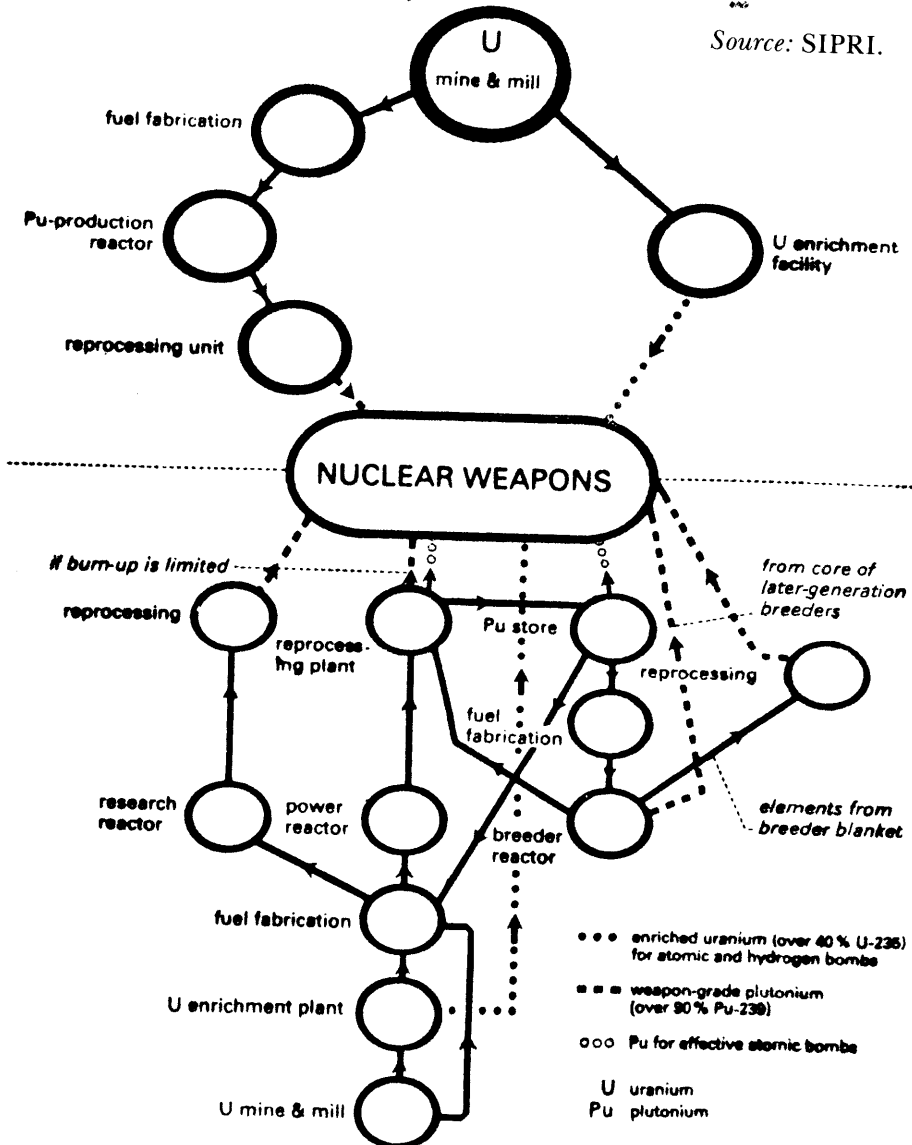 Source: SIPRI.
U
mine & mill
fuel fabrication
Pu-production
reactor
U enrichment
facility
reprocessing unit
NUCLEAR WEAPONS
if burn-up is limited
from core of
later-generation
breeders
reprocessing
reprocess-
ing plant
Pu store
reprocessing
fuel
fabrication
research
reactor
power
reactor
breeder
reactor
elements from
breeder blanket
fuel fabrication
enriched uranium (over 40% U-235)
for atomic and hydrogen bombs
U enrichment plant
weapon-grade plutonium
(over 90% Pu-239)
Pu for effective atomic bombs
U mine & mill
U uranium
Pu plutonium